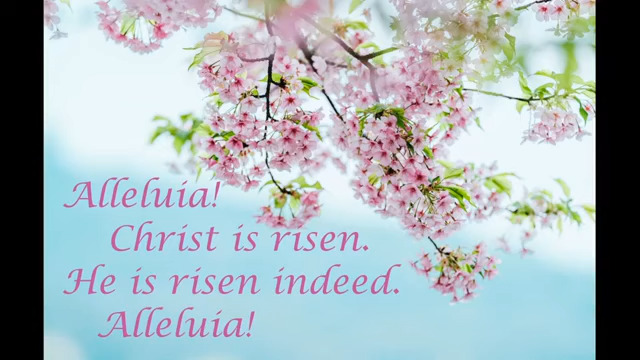 Alleluia!
Christ is risen.
He is risen indeed.
Alleluia!